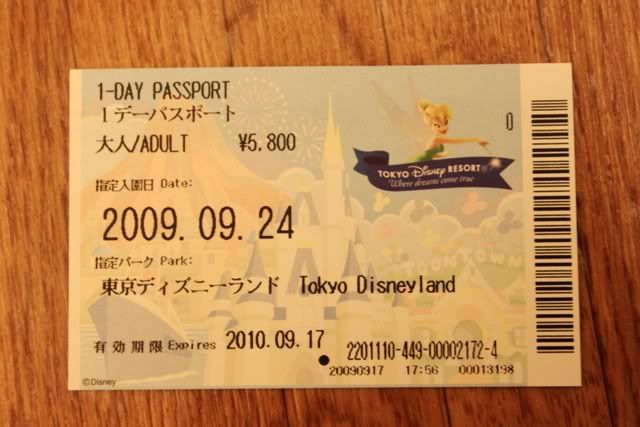 1-DAY PASSPORT
1デーパスポート
大人/ADULT ¥5,800
0
TOKYO Disney RESORT®
Where dreams come true
指定入園日 Date:
2009.09.24
指定パーク Park:
TOONTOWN
東京ディズニーランド Tokyo Disneyland
有効期限 Expires 2010.09.17
2201110-449-00002172-4
20090917 17:56 00013198
©Disney